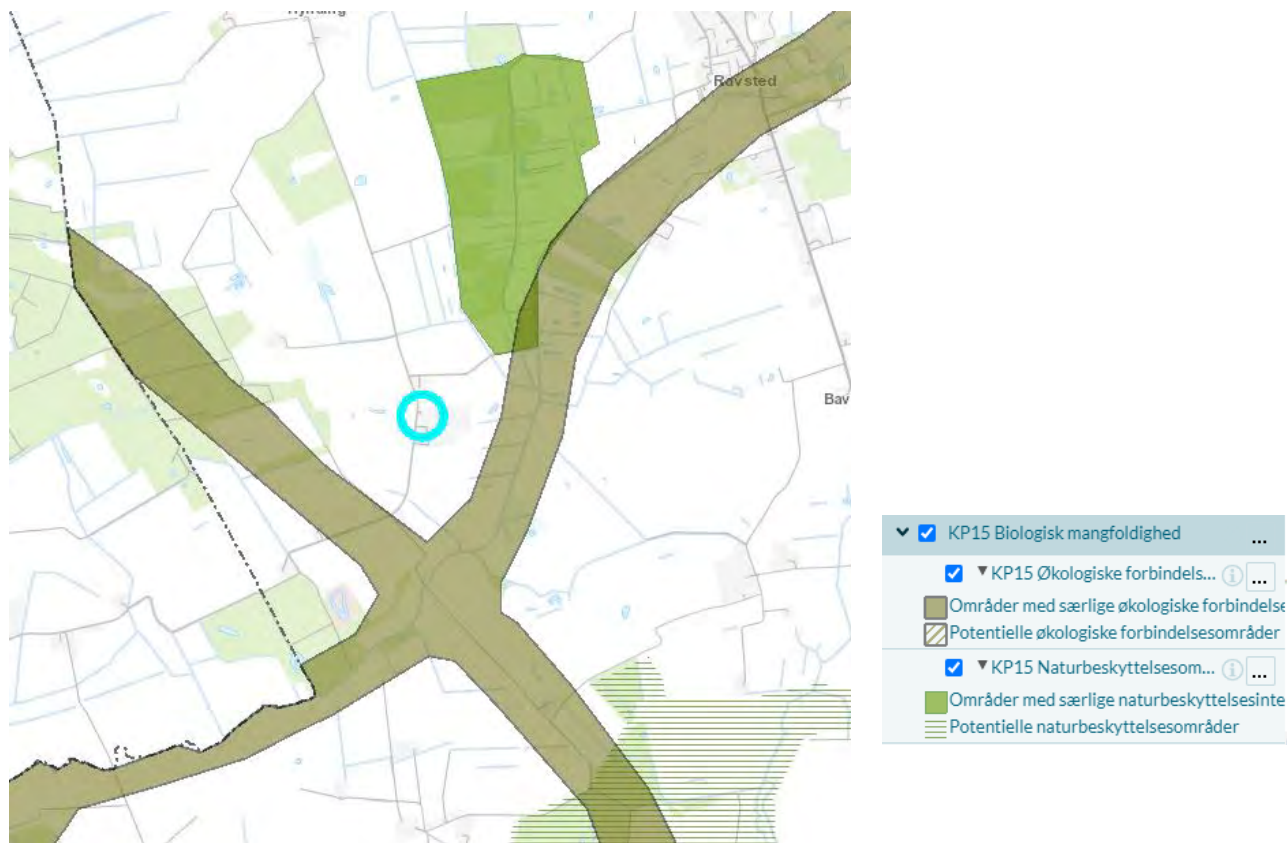 Ravsted
Bav
KP15 Biologisk mangfoldighed ...
KP15 Økologiske forbindels... ...
Områder med særlige økologiske forbindelse
Potentielle økologiske forbindelsesområder
KP15 Naturbeskyttelsesom... ...
Områder med særlige naturbeskyttelsesinte
Potentielle naturbeskyttelsesområder